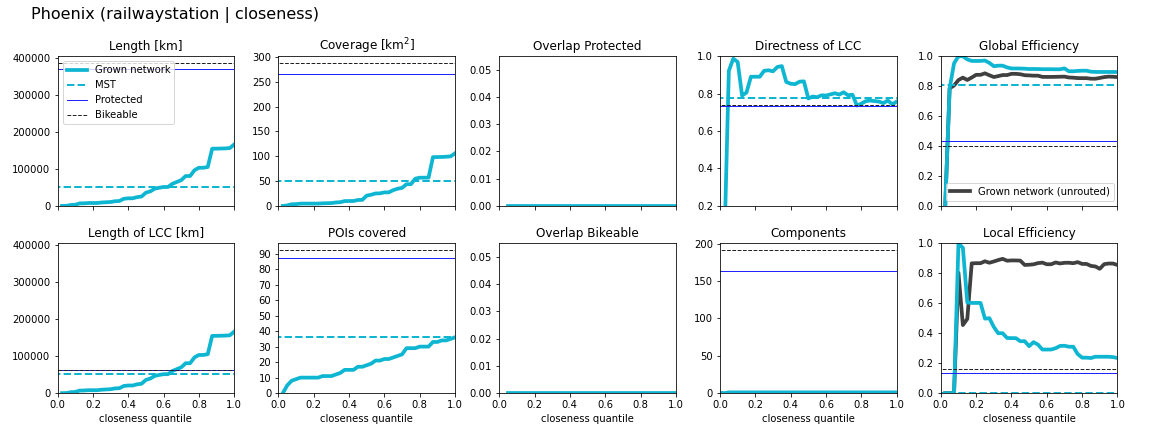 Phoenix (railwaystation | closeness)
Length [km]
400000
300000
200000
100000
0
Grown network
MST
Protected
Bikeable
Coverage [km²]
300
250
200
150
100
50
0
Overlap Protected
0.05
0.04
0.03
0.02
0.01
0.00
Directness of LCC
1.0
0.8
0.6
0.4
0.2
Global Efficiency
1.0
0.8
0.6
0.4
0.2
0.0
Grown network (unrouted)
Length of LCC [km]
400000
300000
200000
100000
0
0.0 0.2 0.4 0.6 0.8 1.0
closeness quantile
POIs covered
90
80
70
60
50
40
30
20
10
0
0.0 0.2 0.4 0.6 0.8 1.0
closeness quantile
Overlap Bikeable
0.05
0.04
0.03
0.02
0.01
0.00
0.0 0.2 0.4 0.6 0.8 1.0
closeness quantile
Components
200
150
100
50
0
0.0 0.2 0.4 0.6 0.8 1.0
closeness quantile
Local Efficiency
1.0
0.8
0.6
0.4
0.2
0.0
0.0 0.2 0.4 0.6 0.8 1.0
closeness quantile